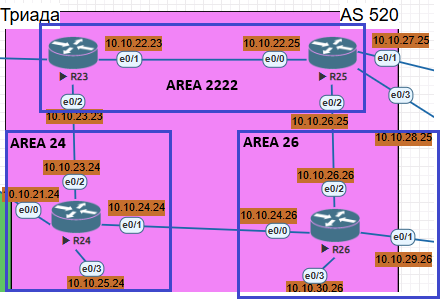 Триада
AS 520
10.10.22.23
10.10.22.25
10.10.27.25
e0/1
e0/0
e0/1
R23
R25
AREA 2222
e0/2
e0/2
e0/3
10.10.23.23
10.10.26.25
10.10.28.25
AREA 24
AREA 26
10.10.23.24
10.10.26.26
e0/2
e0/2
10.10.21.24
10.10.24.24
10.10.24.26
e0/0
e0/1
e0/0
e0/1
R24
R26
10.10.29.26
e0/3
e0/3
10.10.25.24
10.10.30.26